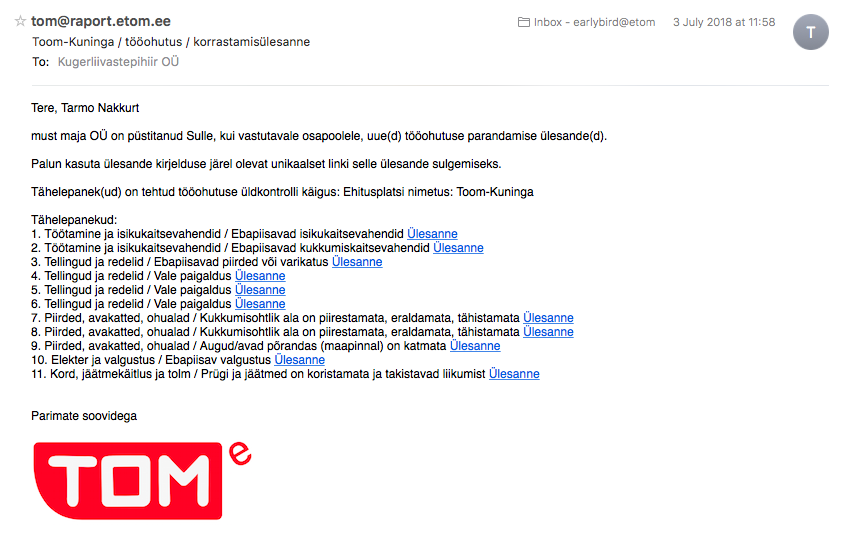 tom@raport.etom.ee
Inbox - earlybird@etom 3 July 2018 at 11:58
T
Toom-Kuninga / tööohutus / korrastamisülesanne
To: Kugerliivastepihiir OÜ
Tere, Tarmo Nakkurt
must maja OÜ on püstitanud Sulle, kui vastutavale osapoolele, uue(d) tööohutuse parandamise ülesande(d).
Palun kasuta ülesande kirjelduse järel olevat unikaalset linki selle ülesande sulgemiseks.
Tähelepanek(ud) on tehtud tööohutuse üldkontrolli käigus: Ehitusplatsi nimetus: Toom-Kuninga
Tähelepanekud:
1. Töötamine ja isikukaitsevahendid / Ebapiisavad isikukaitsevahendid Ülesanne
2. Töötamine ja isikukaitsevahendid / Ebapiisavad kukkumiskaitsevahendid Ülesanne
3. Tellingud ja redelid / Ebapiisavad piirded või varikatus Ülesanne
4. Tellingud ja redelid / Vale paigaldus Ülesanne
5. Tellingud ja redelid / Vale paigaldus Ülesanne
6. Tellingud ja redelid / Vale paigaldus Ülesanne
7. Piirded, avakatted, ohualad / Kukkumisohtlik ala on piirestamata, eraldamata, tähistamata Ülesanne
8. Piirded, avakatted, ohualad / Kukkumisohtlik ala on piirestamata, eraldamata, tähistamata Ülesanne
9. Piirded, avakatted, ohualad / Augud/avad põrandas (maapinnal) on katmata Ülesanne
10. Elekter ja valgustus / Ebapiisav valgustus Ülesanne
11. Kord, jäätmekäitlus ja tolm / Prügi ja jäätmed on koristamata ja takistavad liikumist Ülesanne
Parimate soovidega
TOM e